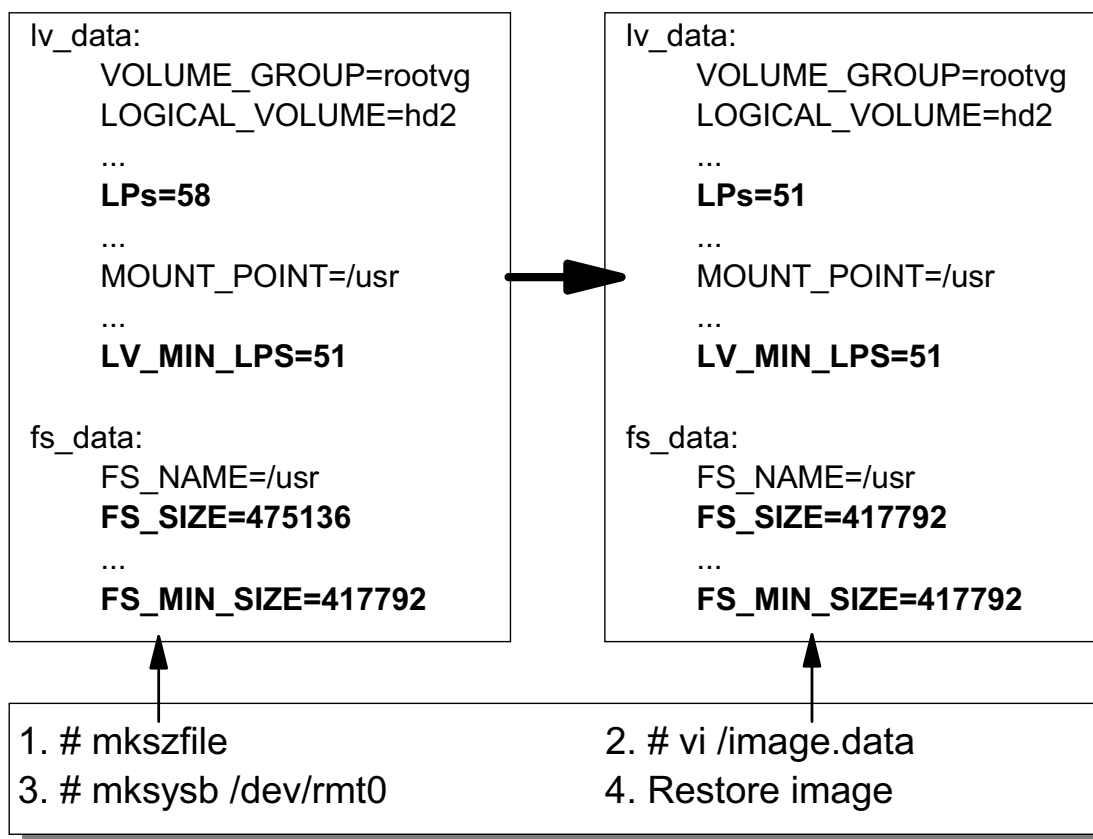 lv_data:
VOLUME_GROUP=rootvg
LOGICAL_VOLUME=hd2
...
LPs=58
...
MOUNT_POINT=/usr
...
LV_MIN_LPS=51
fs_data:
FS_NAME=/usr
FS_SIZE=475136
...
FS_MIN_SIZE=417792
lv_data:
VOLUME_GROUP=rootvg
LOGICAL_VOLUME=hd2
...
LPs=51
...
MOUNT_POINT=/usr
...
LV_MIN_LPS=51
fs_data:
FS_NAME=/usr
FS_SIZE=417792
...
FS_MIN_SIZE=417792
1. # mkszfile
2. # vi /image.data
3. # mksysb /dev/rmt0
4. Restore image